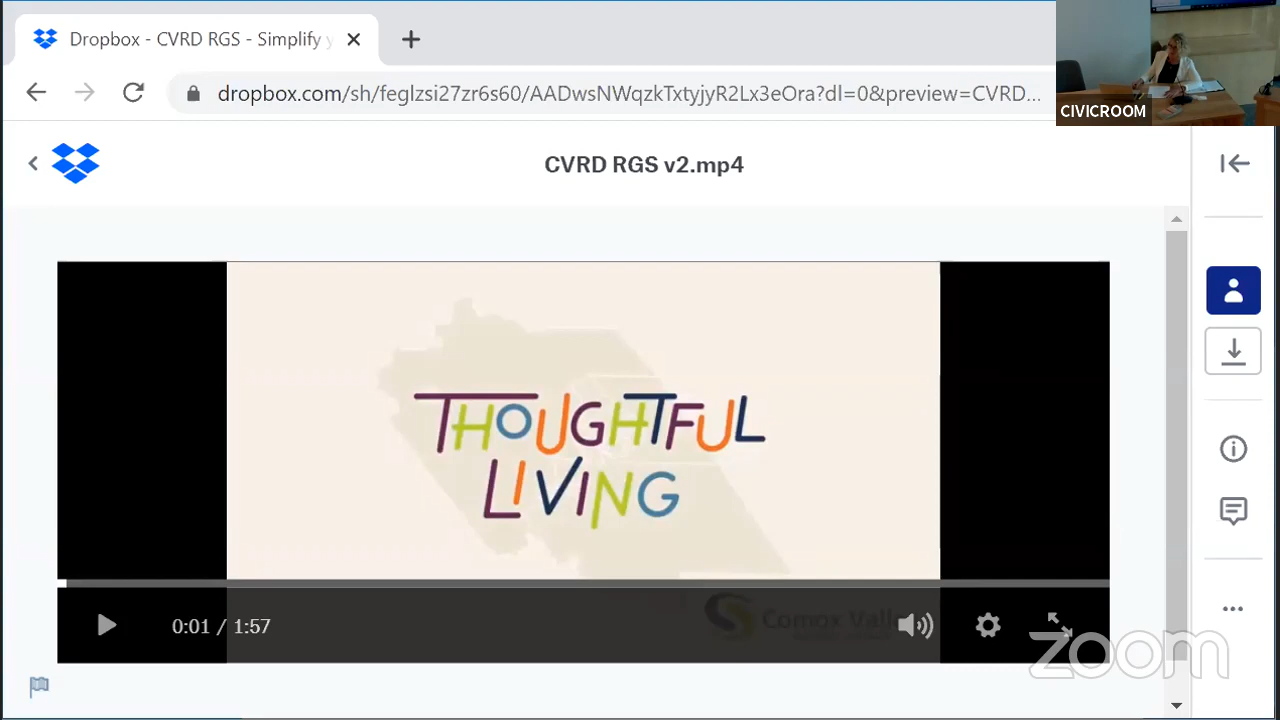 Dropbox - CVRD RGS - Simplify y
dropbox.com/sh/feglzsi27zr6s60/AADwsNWqzkTxtyjyR2Lx3eOra?dl=0&preview=CVRD...
CIVICROOM
CVRD RGS v2.mp4
THOUGHTFUL
LIVING
0:01 / 1:57
Comox Valle
zoom